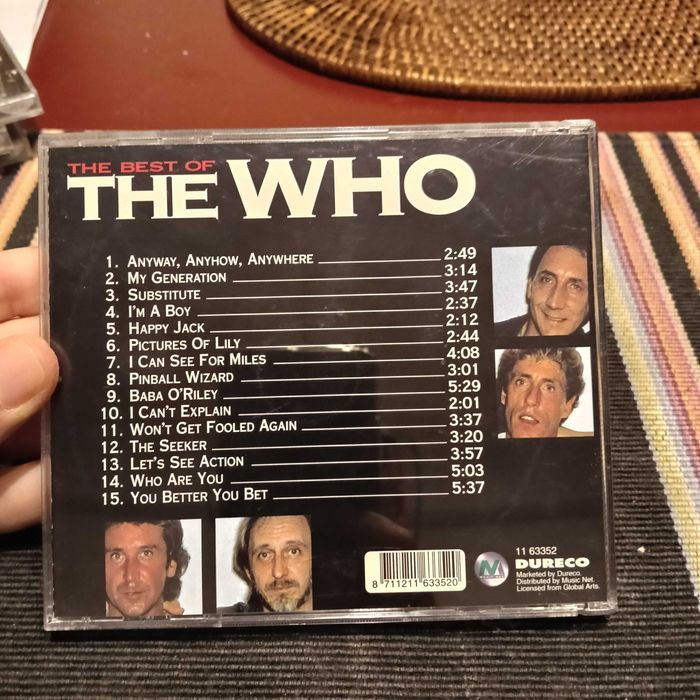 THE BEST OF
THE WHO
1. ANYWAY, ANYHOW, ANYWHERE 2:49
2. MY GENERATION 3:14
3. SUBSTITUTE 3:47
4. I'M A BOY 2:37
5. HAPPY JACK 2:12
6. PICTURES OF LILY 2:44
7. I CAN SEE FOR MILES 4:08
8. PINBALL WIZARD 3:01
9. BABA O'RILEY 5:29
10. I CAN'T EXPLAIN 2:01
11. WON'T GET FOOLED AGAIN 3:37
12. THE SEEKER 3:20
13. LET'S SEE ACTION 3:57
14. WHO ARE YOU 5:03
15. YOU BETTER YOU BET 5:37
8 711211 633520
11 63352
DURECO
Marketed by Dureco.
Distributed by Music Net.
Licensed from Global Arts.